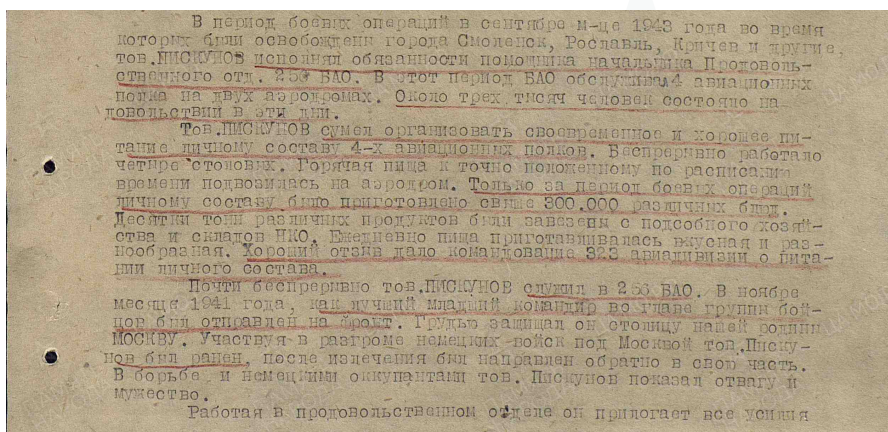 В период боевых операций в сентябре м-це 1943 года во время
которых были освобождены города Смоленск, Рославль, Кричев и другие,
тов.ПИСКУНОВ исполнял обязанности помощника начальника Продоволь-
ственного отд. 256 БАО. В этот период БАО обслуживал 4 авиационных
полка на двух аэродромах. Около трех тысяч человек состояло на
довольствии в эти дни.
Тов.ПИСКУНОВ сумел организовать своевременное и хорошее пи-
тание личному составу 4-х авиационных полков. Беспрерывно работало
четыре столовых. Горячая пища к точно положенному по расписанию
времени подвозилась на аэродром. Только за период боевых операций
личному составу было приготовлено свыше 300.000 различных блюд.
Десятки тонн различных продуктов были завезены с подсобного хозяй-
ства и складов НКО. Ежедневно пища приготавливалась вкусная и раз-
нообразная. Хороший отзыв дало командование 323 авиадивизии о пита-
нии личного состава.
Почти беспрерывно тов.ПИСКУНОВ служил в 256 БАО. В ноябре
месяце 1941 года, как лучший младший командир во главе группы бой-
цов был отправлен на фронт. Грудью защищал он столицу нашей родины
МОСКВУ. Участвуя в разгроме немецких войск под Москвой тов.Писку-
нов был ранен, после излечения был направлен обратно в свою часть.
В борьбе и немецкими оккупантами тов. Пискунов показал отвагу и
мужество.
Работая в продовольственном отделе он прилогает все усилия